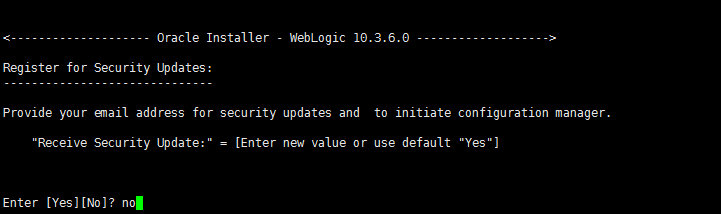 <-------------------- Oracle Installer - WebLogic 10.3.6.0 ------------------->
Register for Security Updates:
------------------------------
Provide your email address for security updates and  to initiate configuration manager.
"Receive Security Update:" = [Enter new value or use default "Yes"]
Enter [Yes][No]? no